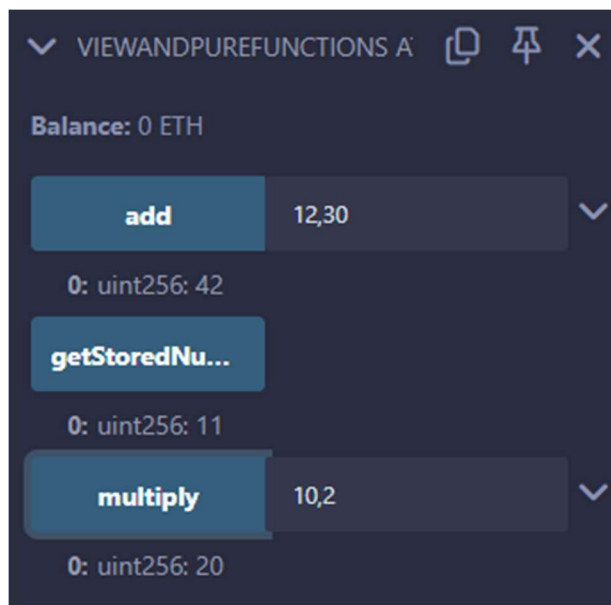 VIEWANDPUREFUNCTIONS A
Balance: 0 ETH
add 12,30
0: uint256: 42
getStoredNu...
0: uint256: 11
multiply 10,2
0: uint256: 20